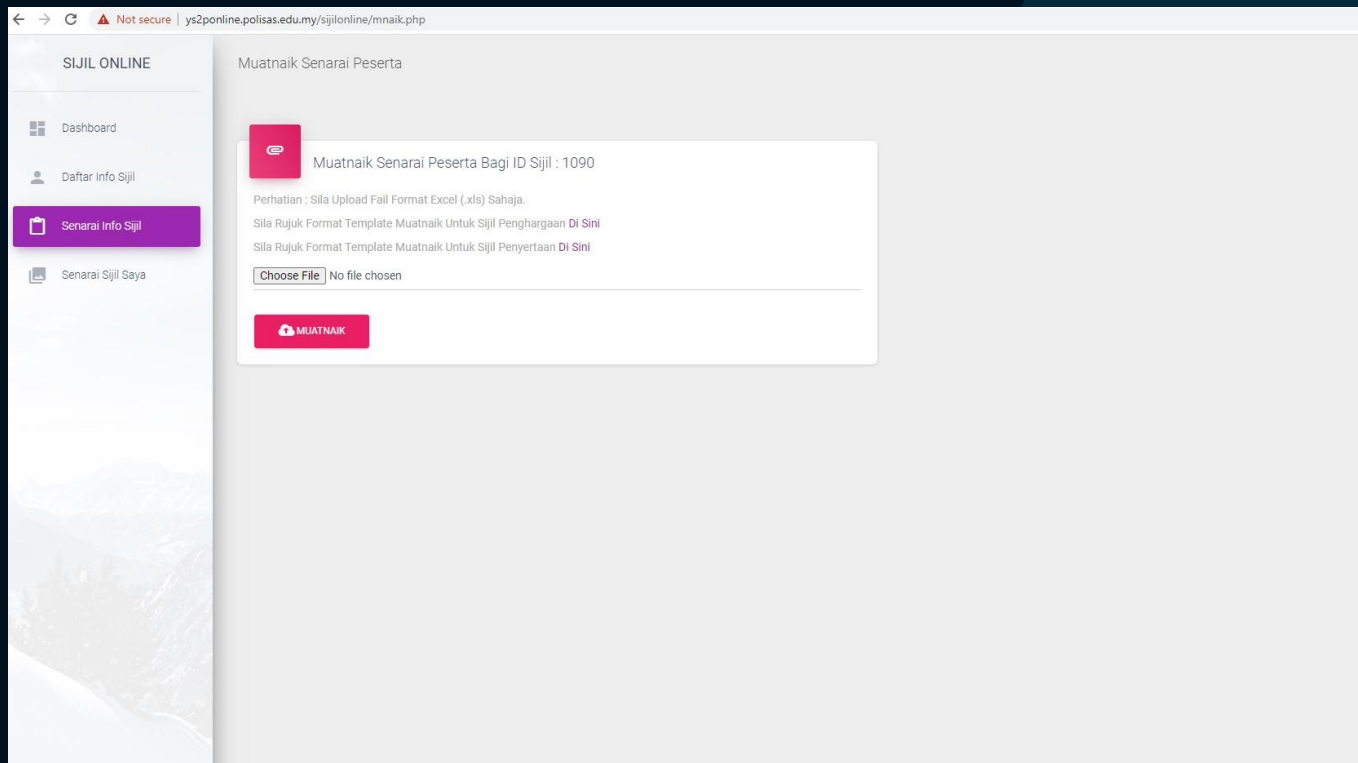 Not secure | ys2ponline.polisas.edu.my/sijilonline/mnaik.php
SIJIL ONLINE
Dashboard
Daftar Info Sijil
Senarai Info Sijil
Senarai Sijil Saya
Muatnaik Senarai Peserta
Muatnaik Senarai Peserta Bagi ID Sijil : 1090
Perhatian : Sila Upload Fail Format Excel (.xls) Sahaja.
Sila Rujuk Format Template Muatnaik Untuk Sijil Penghargaan Di Sini
Sila Rujuk Format Template Muatnaik Untuk Sijil Penyertaan Di Sini
Choose File No file chosen
MUATNAIK